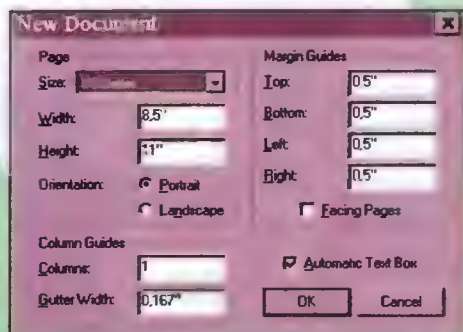 New Document
Page
Size:
Width: 8,5"
Height: 11"
Orientation: Portrait
Landscape
Column Guides
Columns: 1
Gutter Width: 0,167"
Margin Guides
Top: 0.5"
Bottom: 0,5"
Left: 0.5"
Right: 0,5"
Facing Pages
Automatic Text Box
OK
Cancel